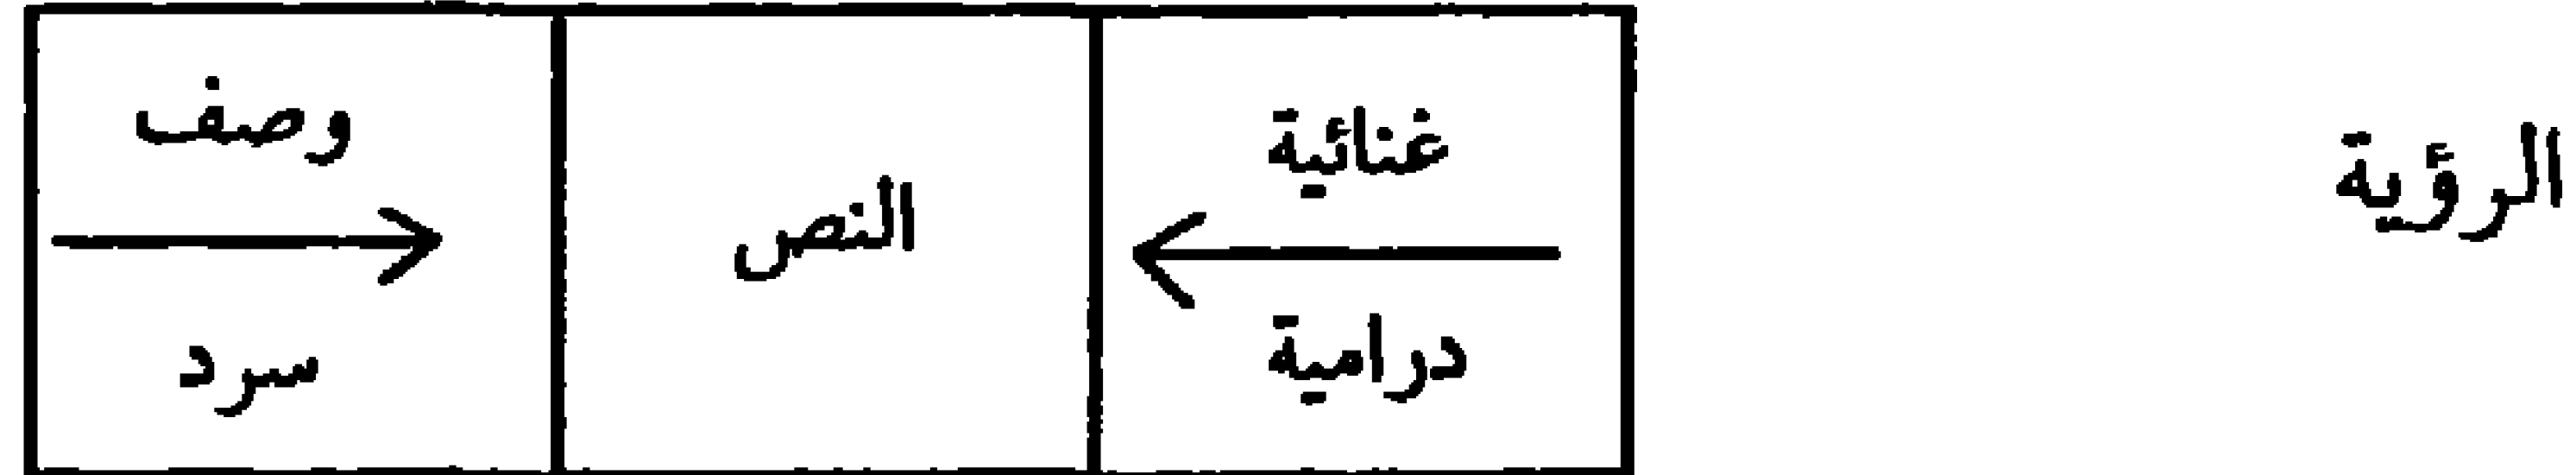 الرؤية
غنائية
درامية
النص
وصف
سرد